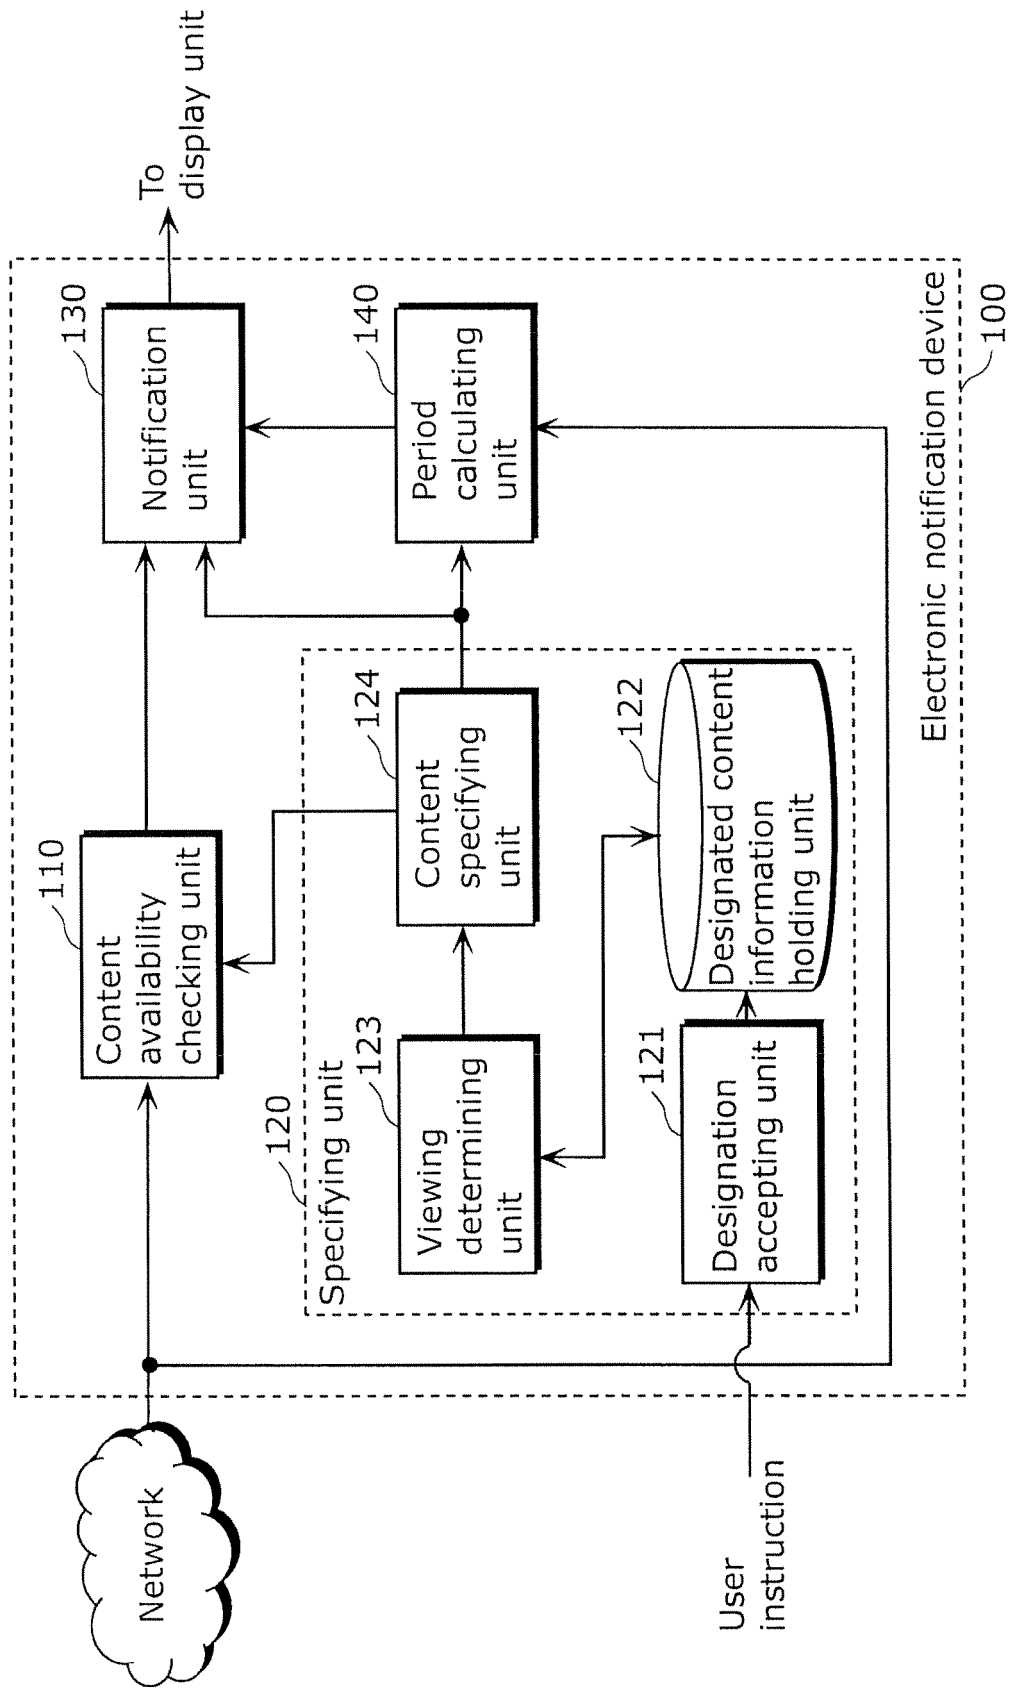 Network
110
Content
availability
checking unit
130
Notification
unit
To
display unit
120
Specifying unit
123
Viewing
determining
unit
124
Content
specifying
unit
140
Period
calculating
unit
User
instruction
121
Designation
accepting unit
122
Designated content
information
holding unit
Electronic notification device
100